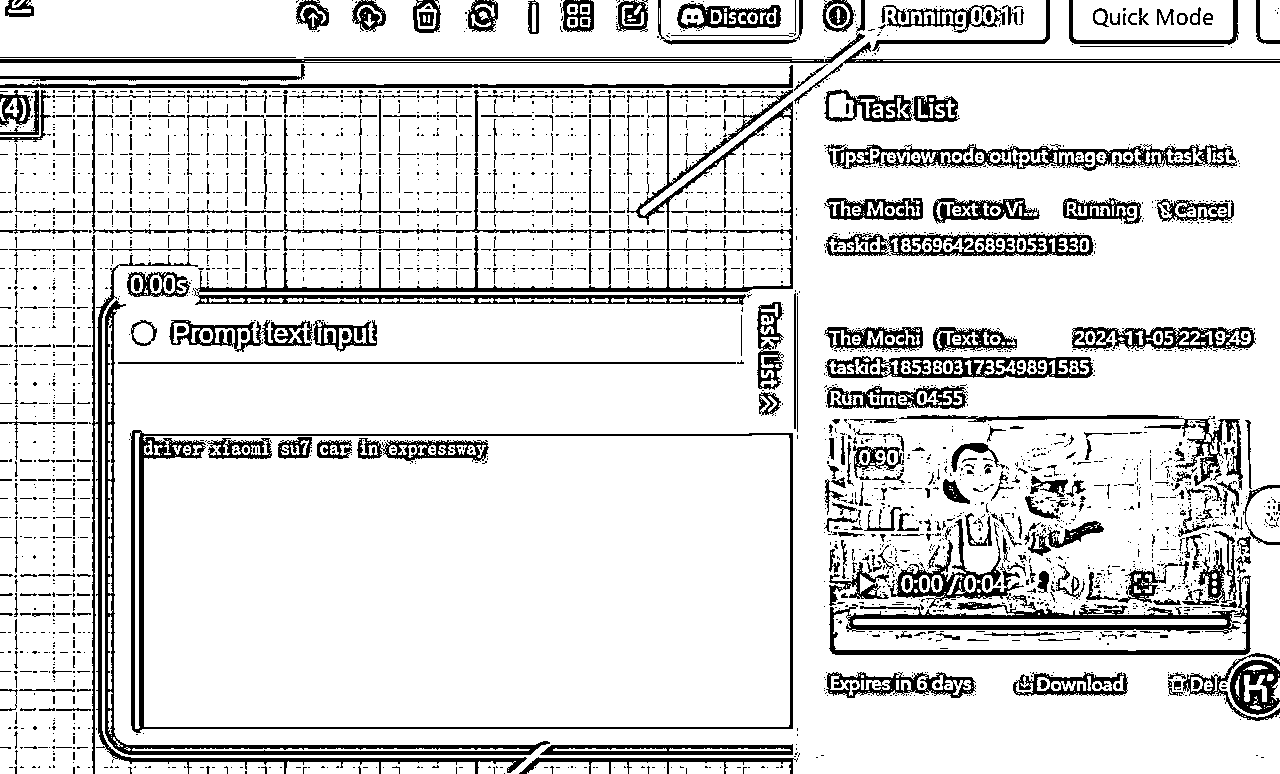 Discord
Running 00:11
Quick Mode
(4)
Task List
Tips:Preview node output image not in task list.
The Mochi (Text to Vi... Running Cancel
taskid: 1856964268930531330
0.00s
Prompt text input
Task List
The Mochi (Text to... 2024-11-05 22:19:49
taskid: 1853803173549891585
Run time: 04:55
driver xiaomi su7 car in expressway
0.90
0:00 / 0:04
Expires in 6 days Download Dele